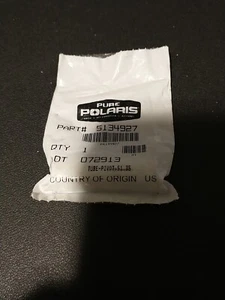 PURE
POLARIS
PART# 5134927
QTY 1
LOT 072913
COUNTRY OF ORIGIN US